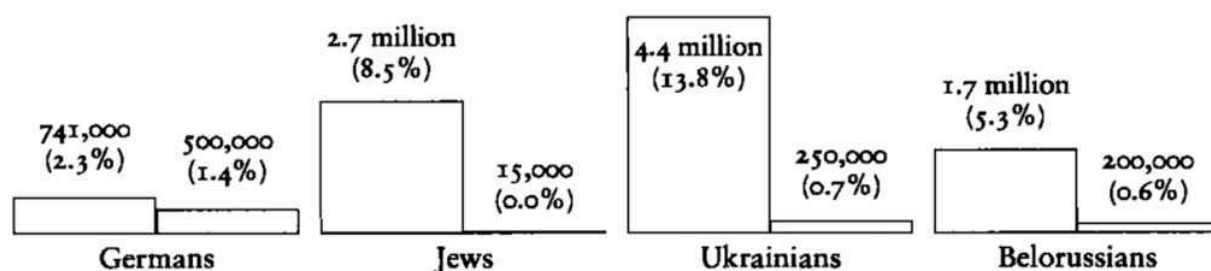 2.7 million
(8.5%)
4.4 million
(13.8%)
1.7 million
(5.3%)
741,000
(2.3%)
500,000
(1.4%)
15,000
(0.0%)
250,000
(0.7%)
200,000
(0.6%)
Germans
Jews
Ukrainians
Belorussians